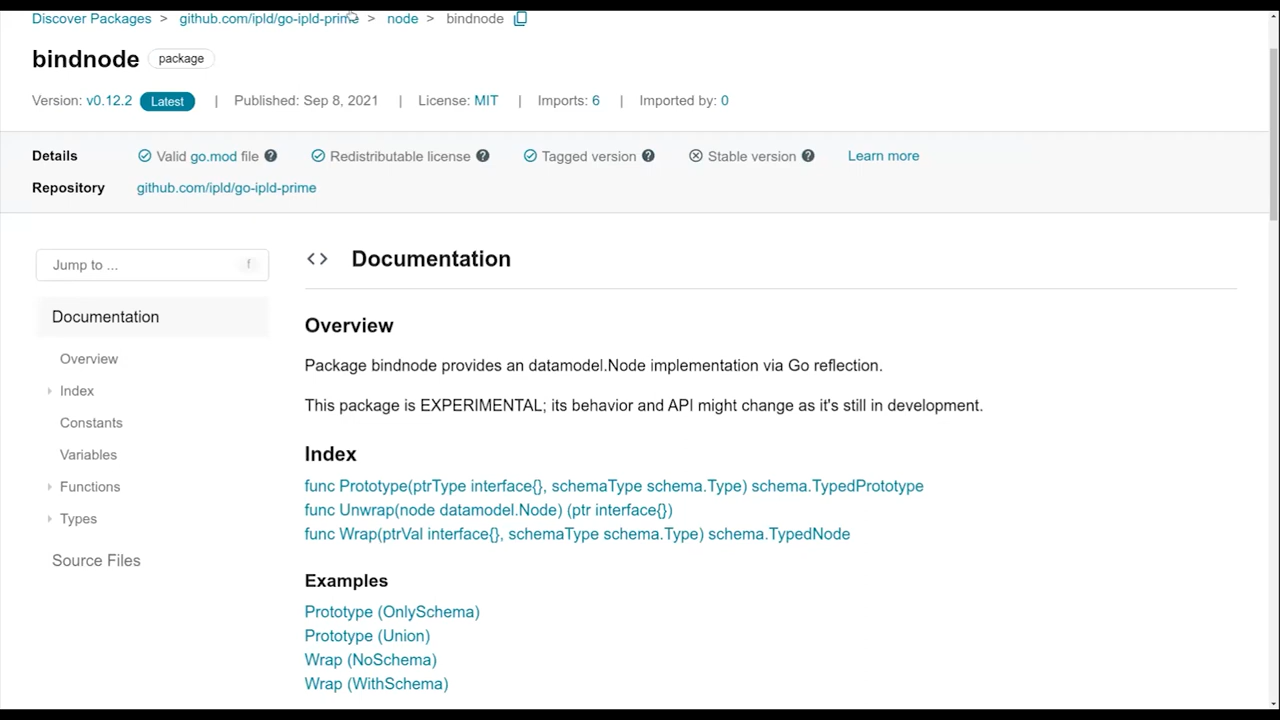 Discover Packages > github.com/ipld/go-ipld-prime > node > bindnode
bindnode package
Version: v0.12.2 Latest | Published: Sep 8, 2021 | License: MIT | Imports: 6 | Imported by: 0
Details Valid go.mod file ? Redistributable license ? Tagged version ? Stable version ? Learn more
Repository github.com/ipld/go-ipld-prime
Jump to ... f
Documentation
Overview
Index
Constants
Variables
Functions
Types
Source Files
<> Documentation
Overview
Package bindnode provides an datamodel.Node implementation via Go reflection.
This package is EXPERIMENTAL; its behavior and API might change as it's still in development.
Index
func Prototype(ptrType interface{}, schemaType schema.Type) schema.TypedPrototype
func Unwrap(node datamodel.Node) (ptr interface{})
func Wrap(ptrVal interface{}, schemaType schema.Type) schema.TypedNode
Examples
Prototype (OnlySchema)
Prototype (Union)
Wrap (NoSchema)
Wrap (WithSchema)